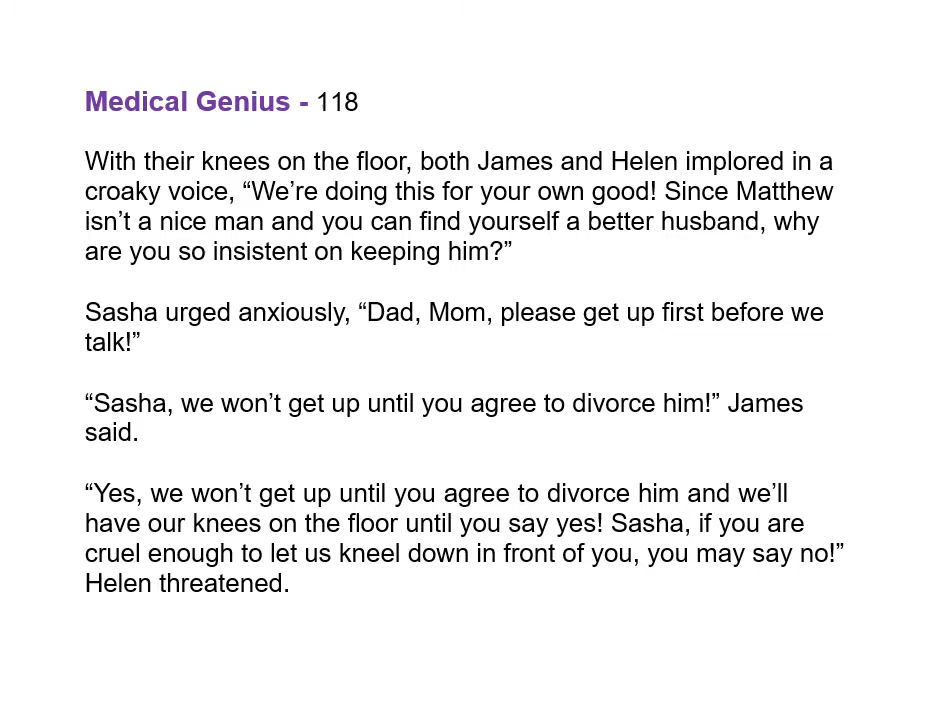 Medical Genius - 118
With their knees on the floor, both James and Helen implored in a
croaky voice, “We’re doing this for your own good! Since Matthew
isn’t a nice man and you can find yourself a better husband, why
are you so insistent on keeping him?”
Sasha urged anxiously, “Dad, Mom, please get up first before we
talk!”
“Sasha, we won’t get up until you agree to divorce him!” James
said.
“Yes, we won’t get up until you agree to divorce him and we’ll
have our knees on the floor until you say yes! Sasha, if you are
cruel enough to let us kneel down in front of you, you may say no!”
Helen threatened.